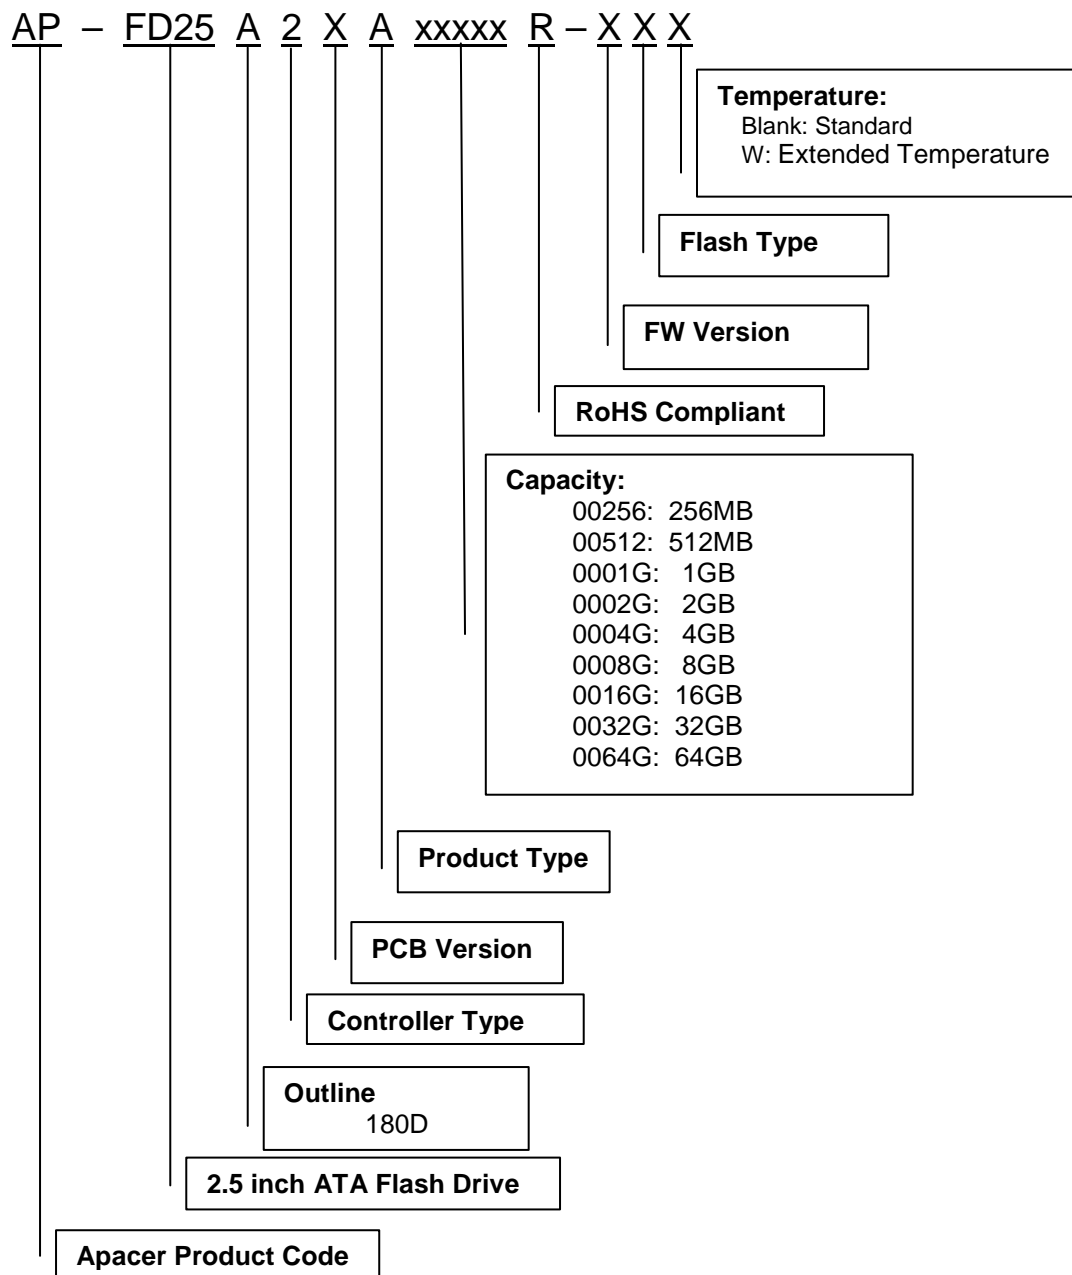 AP – FD25 A 2 X A xxxxx R – X X X
Temperature:
Blank: Standard
W: Extended Temperature
Flash Type
FW Version
RoHS Compliant
Capacity:
00256: 256MB
00512: 512MB
0001G: 1GB
0002G: 2GB
0004G: 4GB
0008G: 8GB
0016G: 16GB
0032G: 32GB
0064G: 64GB
Product Type
PCB Version
Controller Type
Outline
180D
2.5 inch ATA Flash Drive
Apacer Product Code